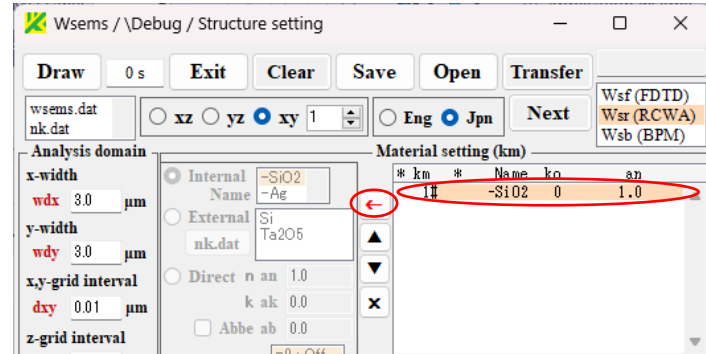 Wsems / \Debug / Structure setting
Draw 0 s Exit Clear Save Open Transfer
wsems.dat
nk.dat
xz yz xy 1
Eng Jpn
Next
Wsf (FDTD)
Wsr (RCWA)
Wsb (BPM)
Analysis domain
x-width
wdx 3.0 μm
y-width
wdy 3.0 μm
x,y-grid interval
dxy 0.01 μm
z-grid interval
Internal
Name
-SiO2
-Ag
External
nk.dat
Si
Ta2O5
Direct n an 1.0
k ak 0.0
Abbe ab 0.0
←
▲
▼
x
Material setting (km)
* km * Name ko an
1# -SiO2 0 1.0